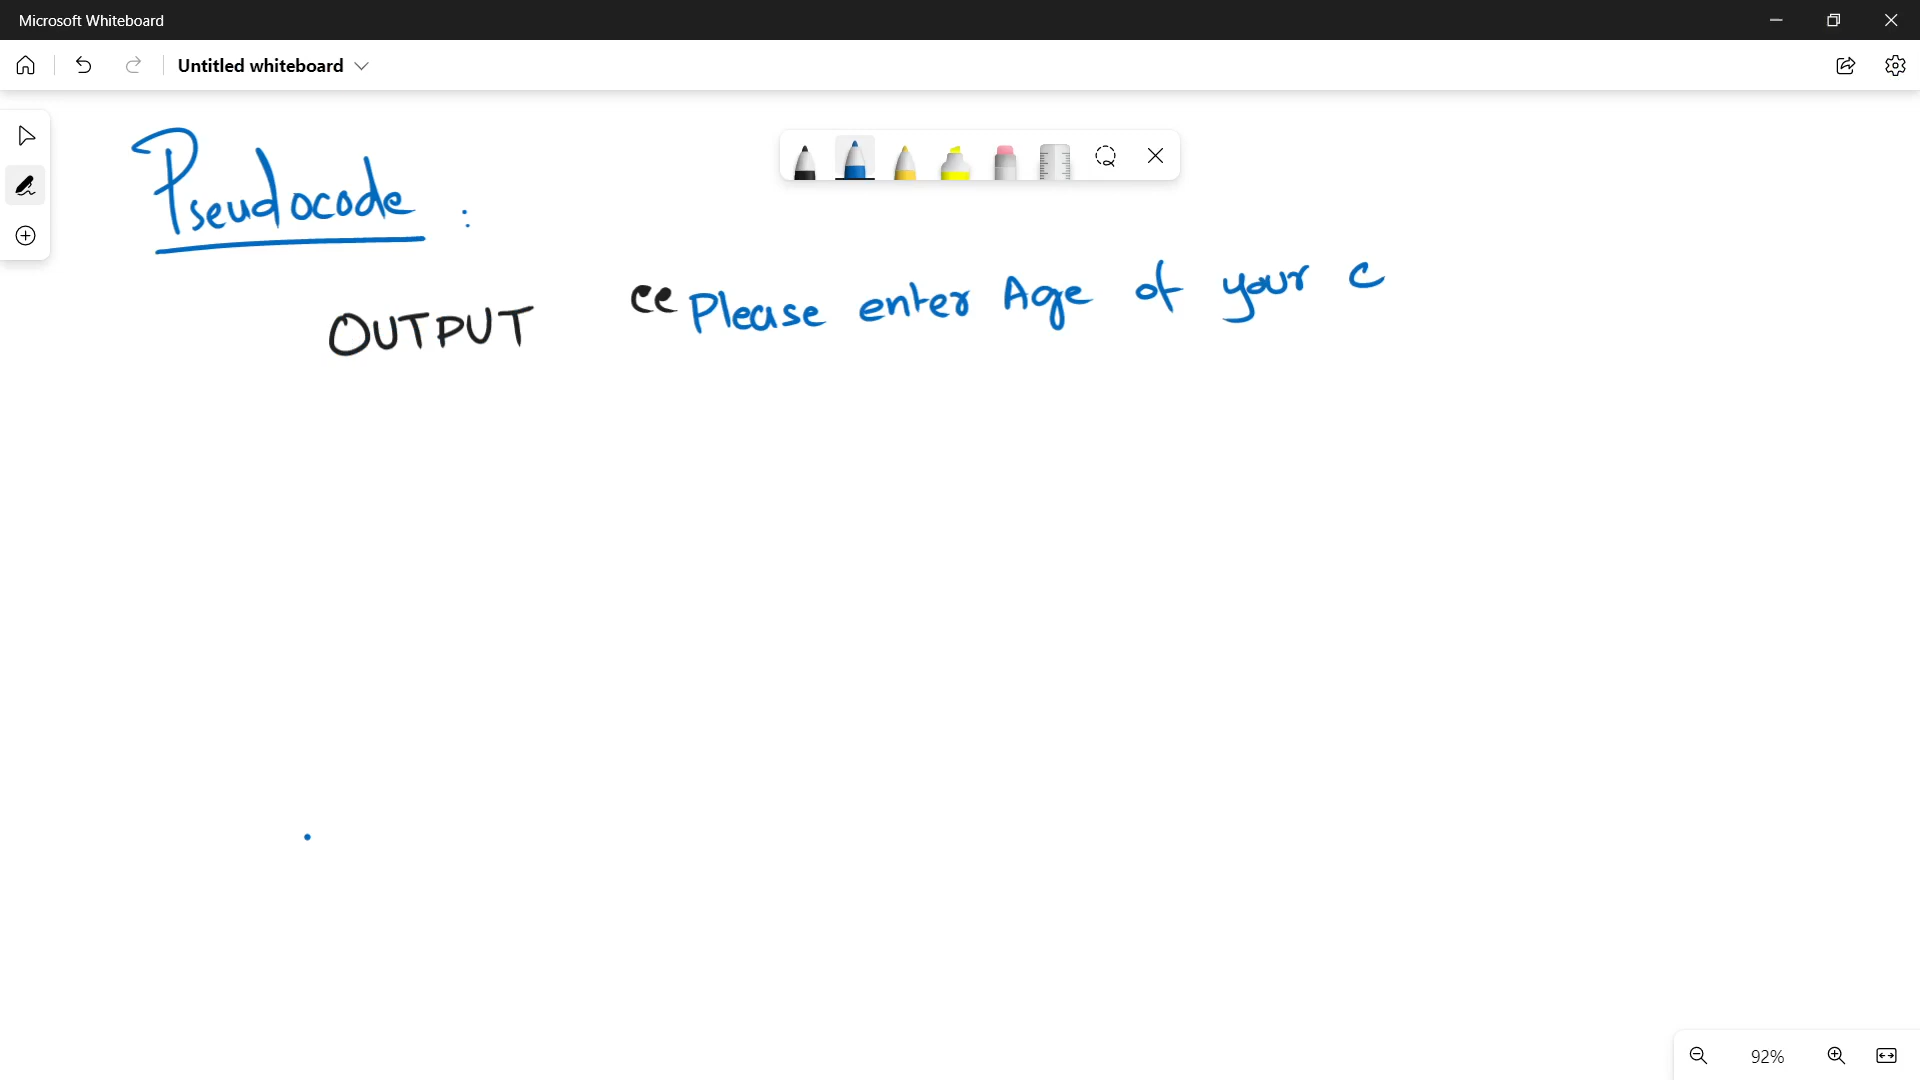 Microsoft Whiteboard
Untitled whiteboard
Pseudocode :
OUTPUT “Please enter Age of your c
92%